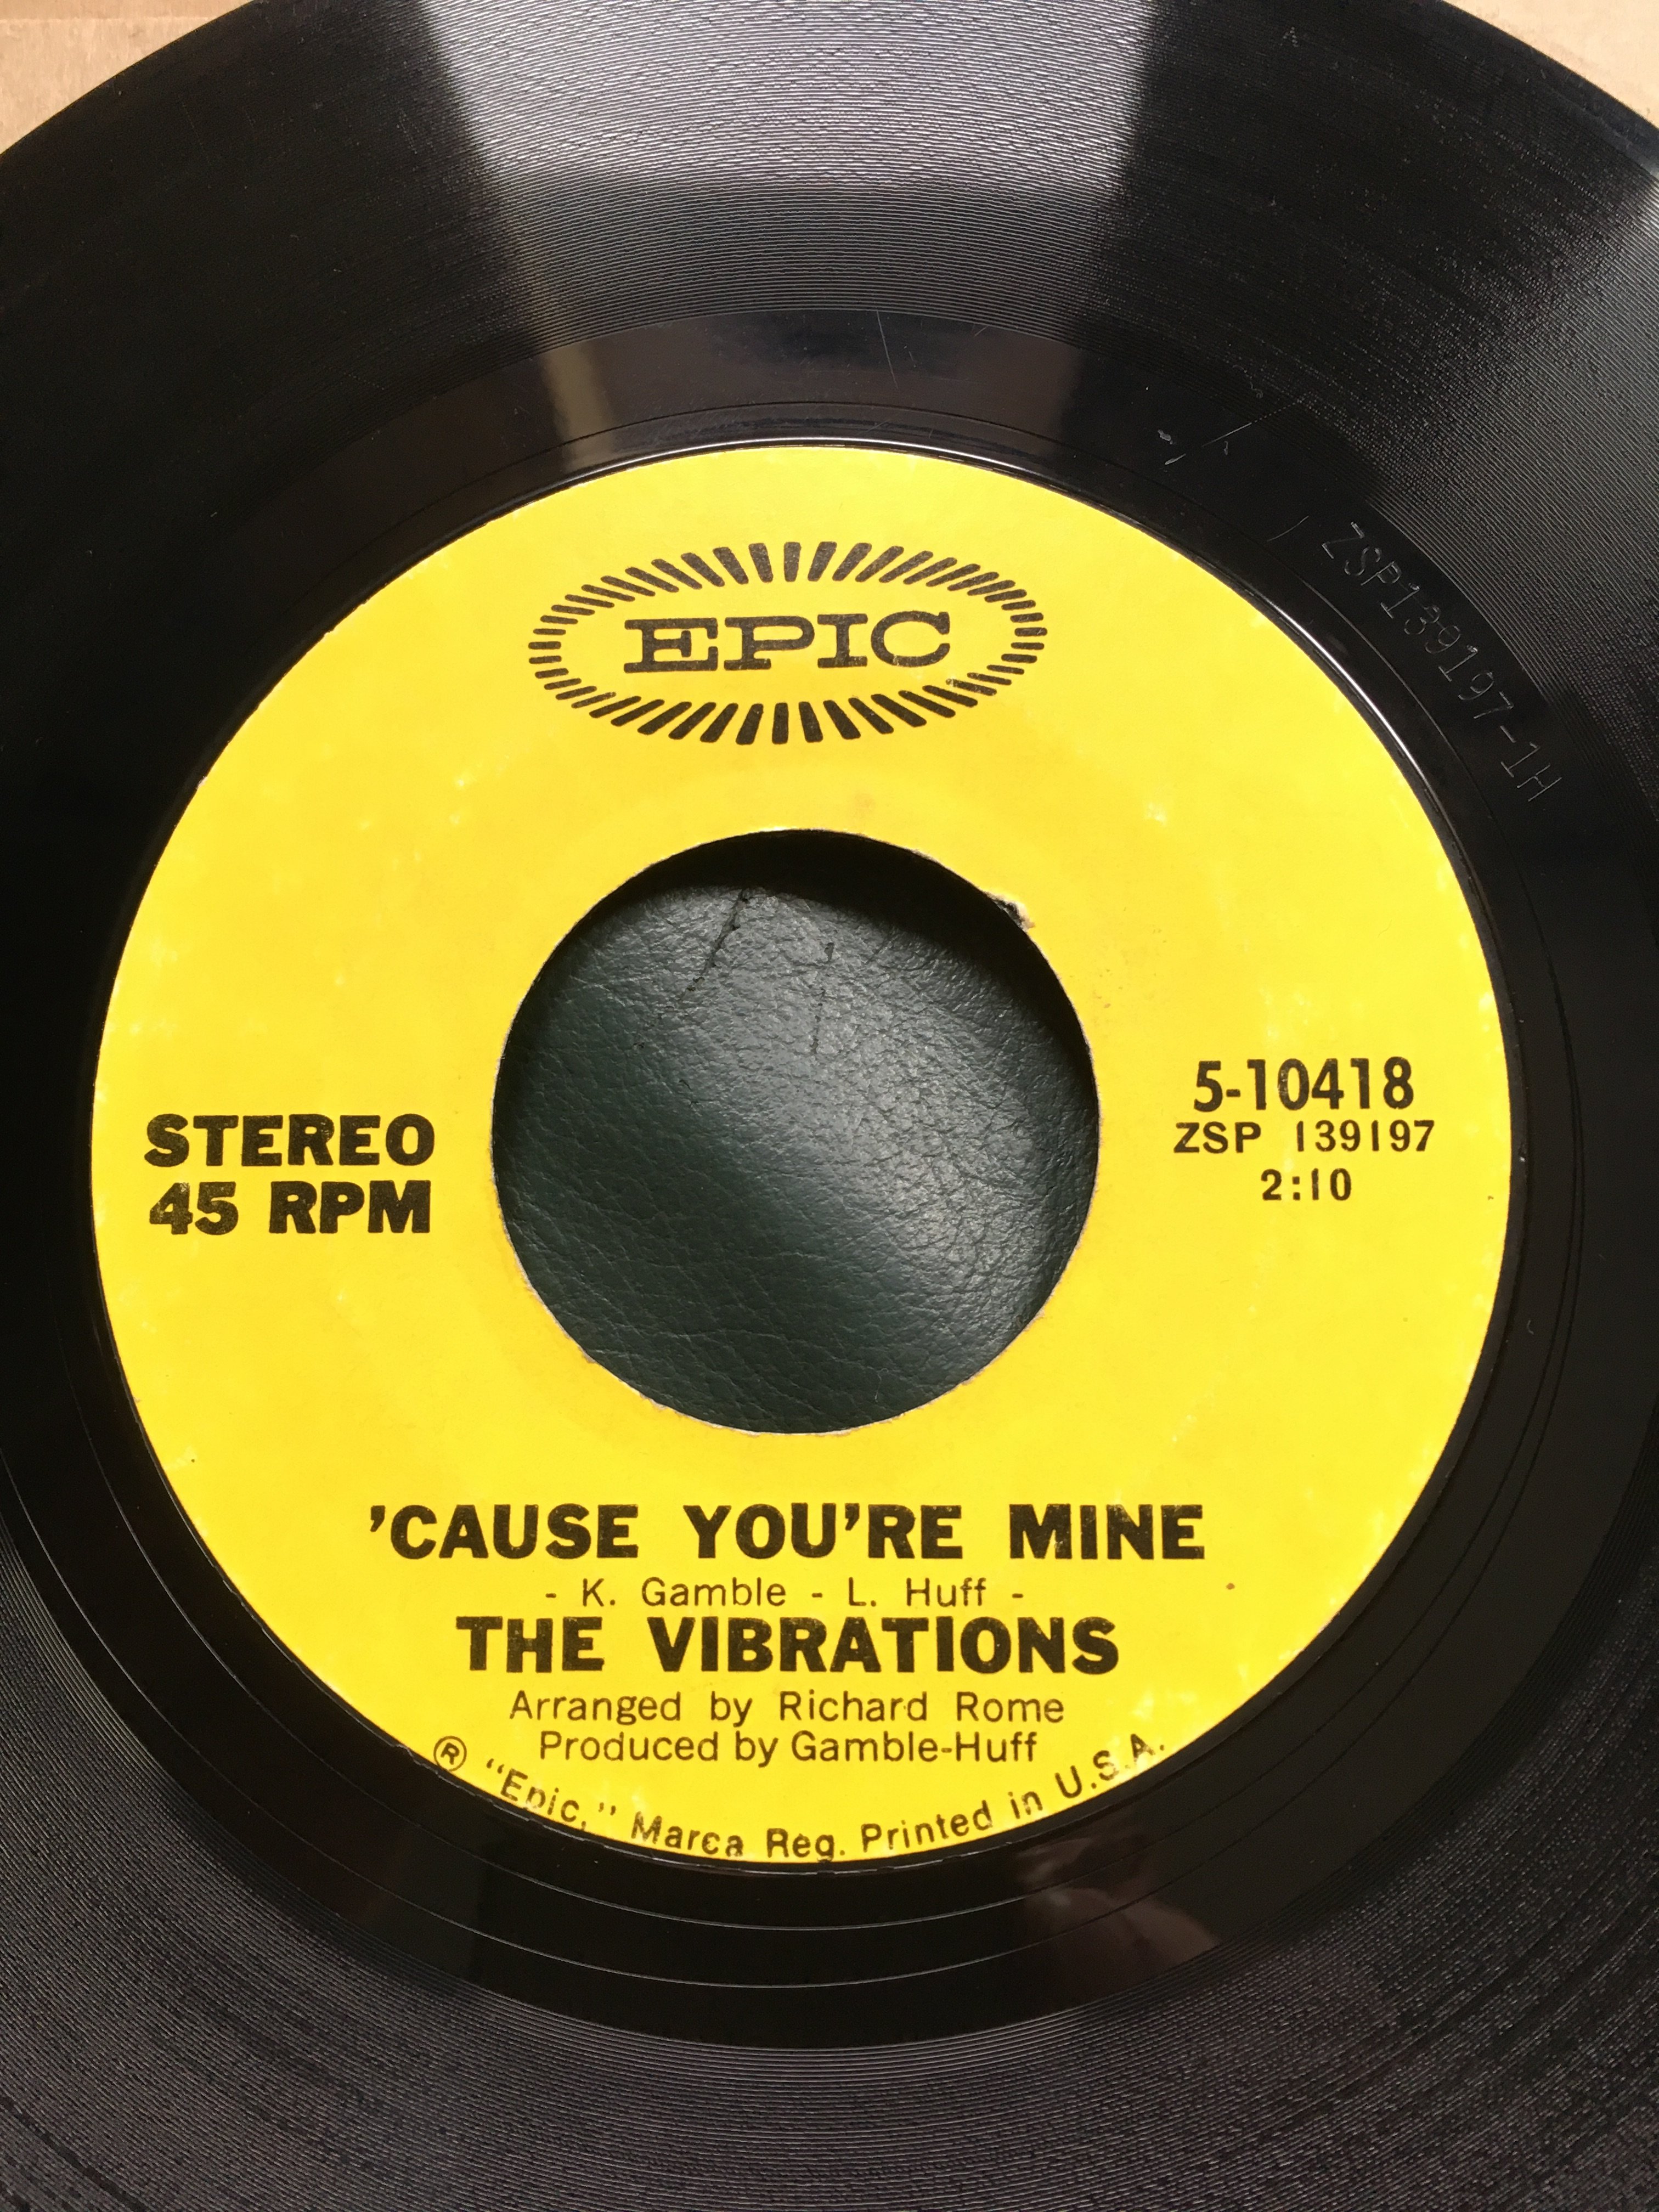 EPIC
ZSP139197-1H
STEREO
45 RPM
5-10418
ZSP 139197
2:10
'CAUSE YOU'RE MINE
- K. Gamble - L. Huff -
THE VIBRATIONS
Arranged by Richard Rome
Produced by Gamble-Huff
® "Epic," Marca Reg. Printed in U.S.A.